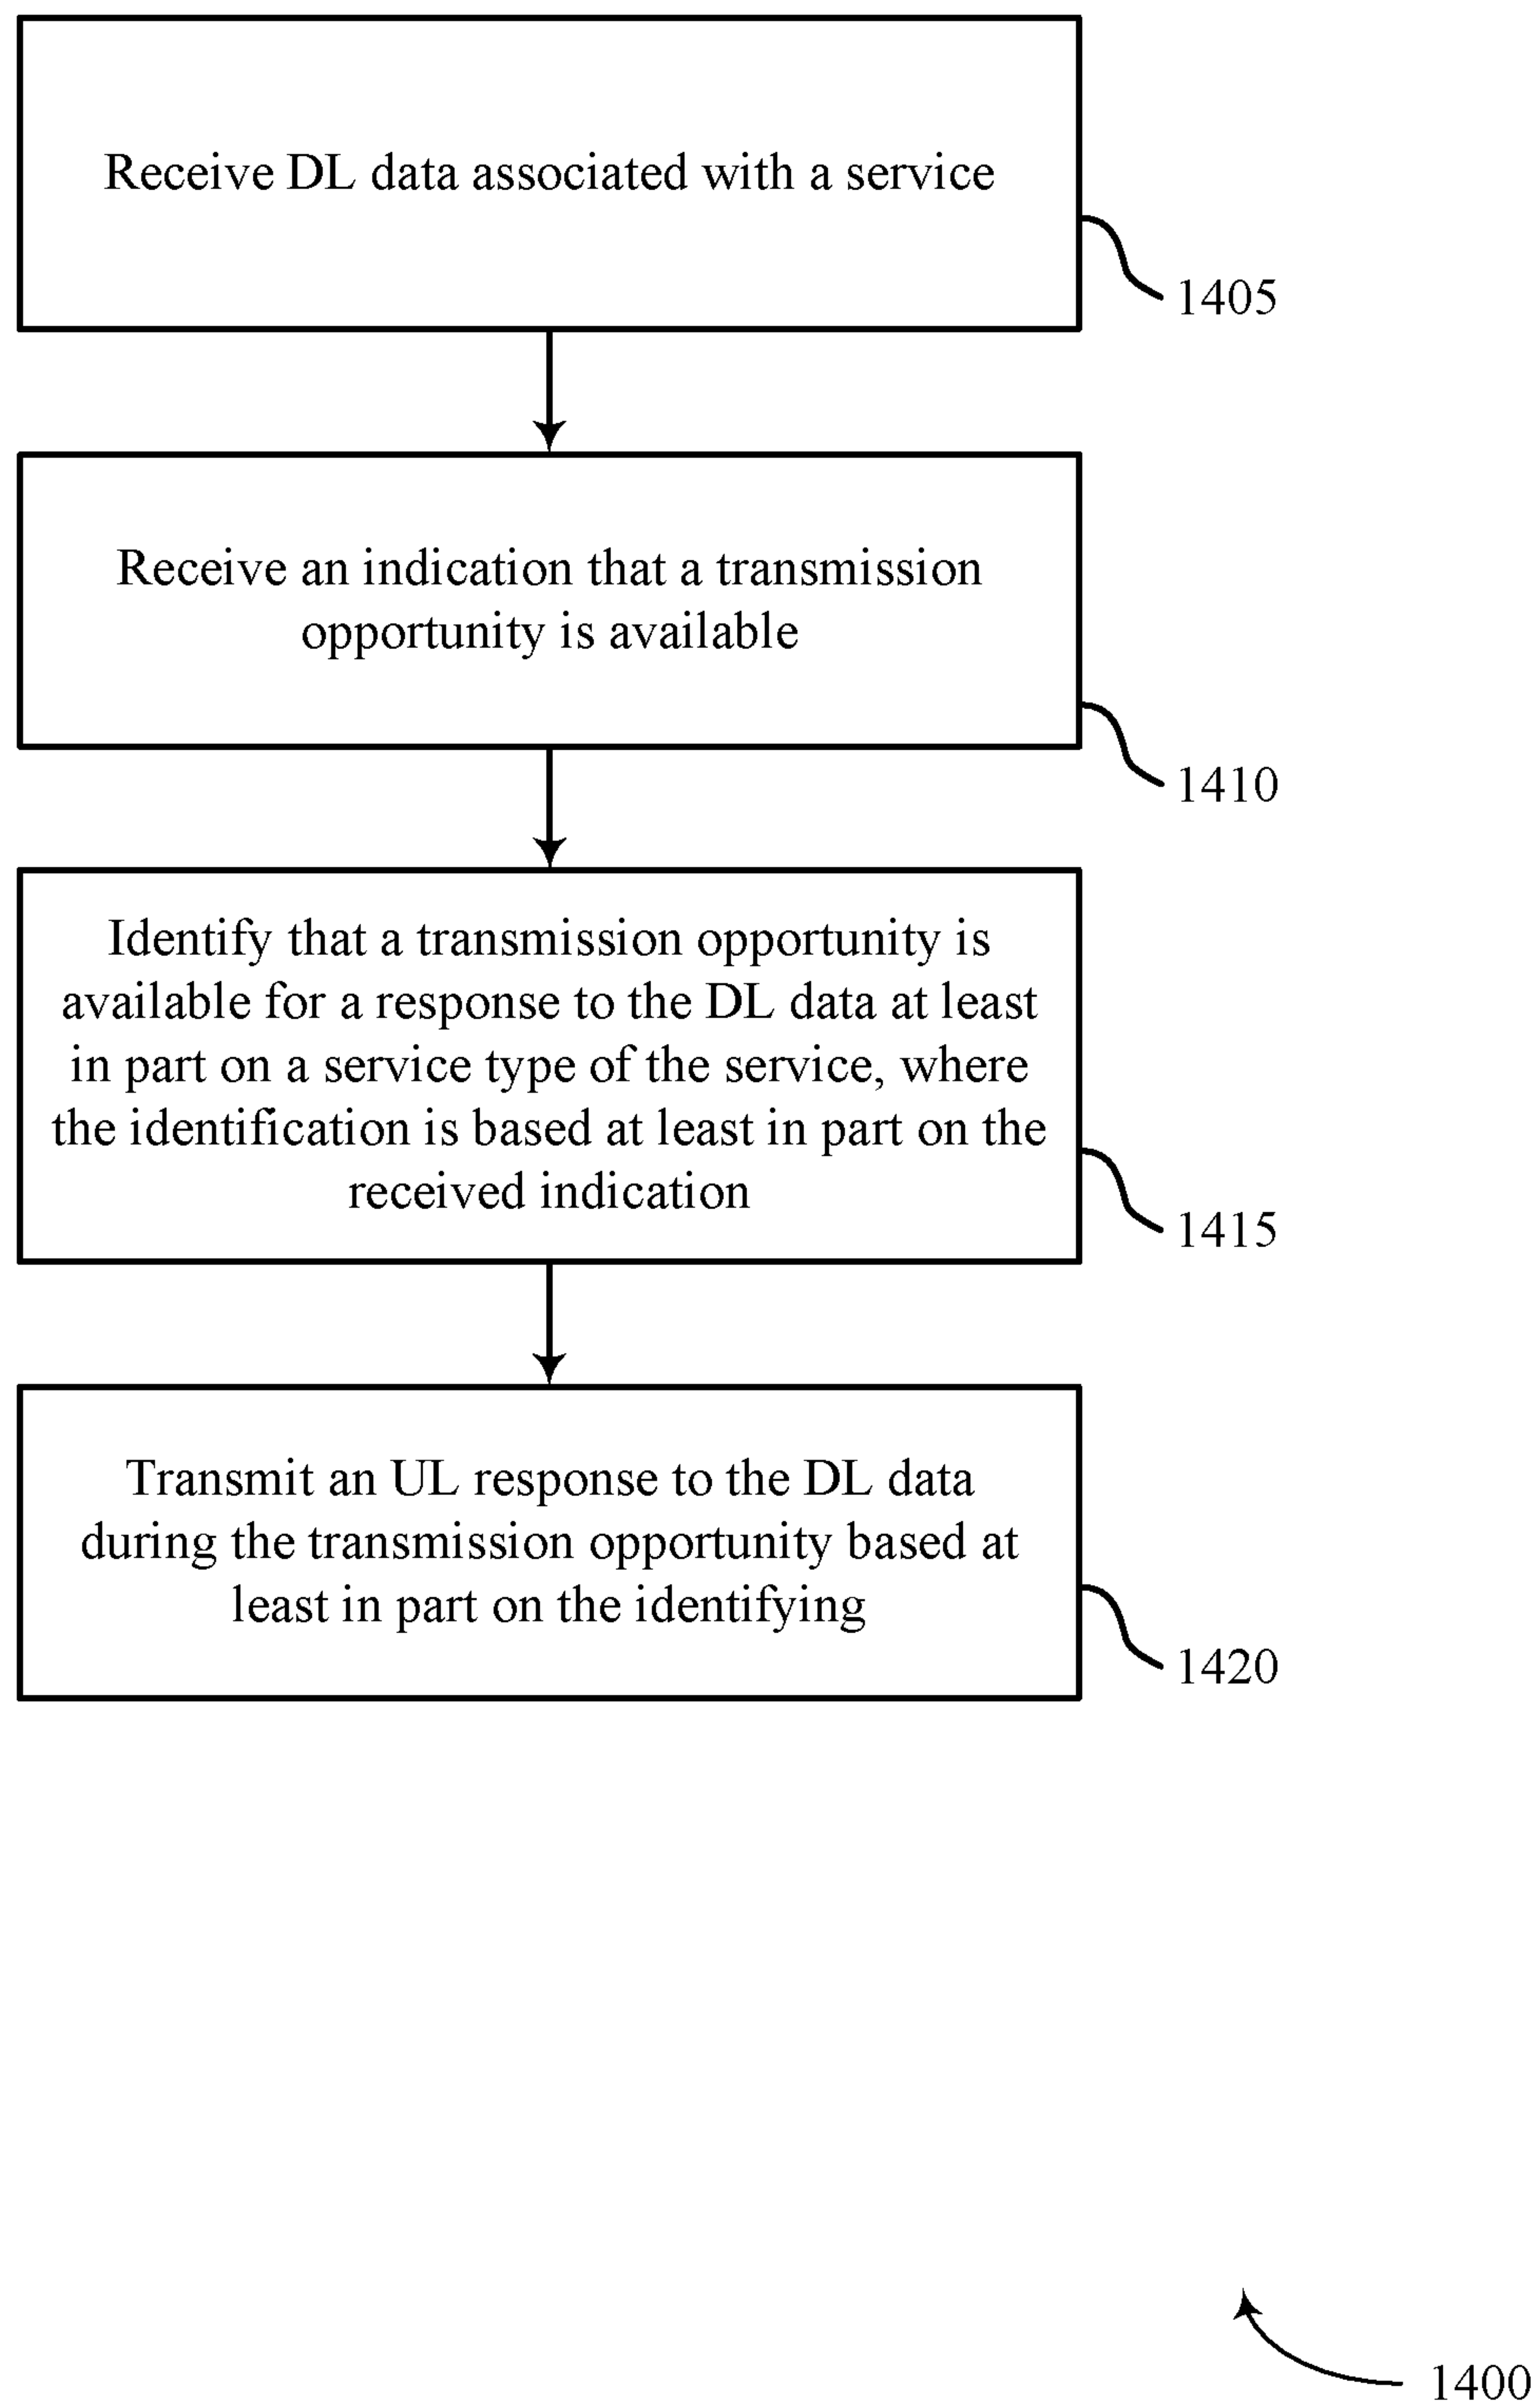 Receive DL data associated with a service
1405
Receive an indication that a transmission
opportunity is available
1410
Identify that a transmission opportunity is
available for a response to the DL data at least
in part on a service type of the service, where
the identification is based at least in part on the
received indication
1415
Transmit an UL response to the DL data
during the transmission opportunity based at
least in part on the identifying
1420
1400